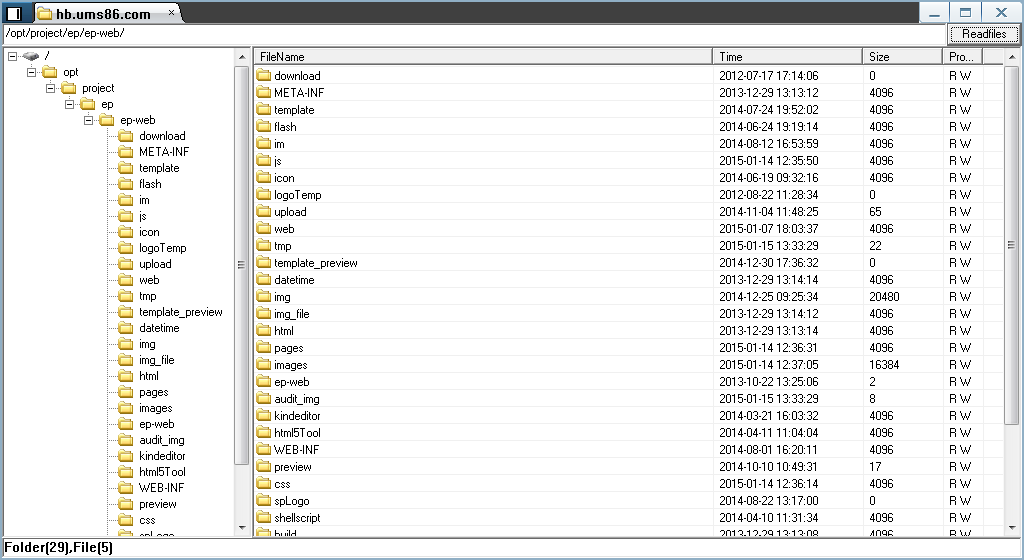 hb.ums86.com
/opt/project/ep/ep-web/
Readfiles
/
opt
project
ep
ep-web
download
META-INF
template
flash
im
js
icon
logoTemp
upload
web
tmp
template_preview
datetime
img
img_file
html
pages
images
ep-web
audit_img
kindeditor
html5Tool
WEB-INF
preview
css
spLogo
FileName Time Size Pro...
download 2012-07-17 17:14:06 0 R W
META-INF 2013-12-29 13:13:12 4096 R W
template 2014-07-24 19:52:02 4096 R W
flash 2014-06-24 19:19:14 4096 R W
im 2014-08-12 16:53:59 4096 R W
js 2015-01-14 12:35:50 4096 R W
icon 2014-06-19 09:32:16 4096 R W
logoTemp 2012-08-22 11:28:34 0 R W
upload 2014-11-04 11:48:25 65 R W
web 2015-01-07 18:03:37 4096 R W
tmp 2015-01-15 13:33:29 22 R W
template_preview 2014-12-30 17:36:32 0 R W
datetime 2013-12-29 13:14:14 4096 R W
img 2014-12-25 09:25:34 20480 R W
img_file 2013-12-29 13:14:12 4096 R W
html 2013-12-29 13:13:14 4096 R W
pages 2015-01-14 12:36:31 4096 R W
images 2015-01-14 12:37:05 16384 R W
ep-web 2013-10-22 13:25:06 2 R W
audit_img 2015-01-15 13:33:29 8 R W
kindeditor 2014-03-21 16:03:32 4096 R W
html5Tool 2014-04-11 11:04:04 4096 R W
WEB-INF 2014-08-01 16:20:11 4096 R W
preview 2014-10-10 10:49:31 17 R W
css 2015-01-14 12:36:14 4096 R W
spLogo 2014-08-22 13:17:00 0 R W
shellscript 2014-04-10 11:31:34 4096 R W
build 2013-12-29 13:13:08 4096 R W
Folder(29),File(5)